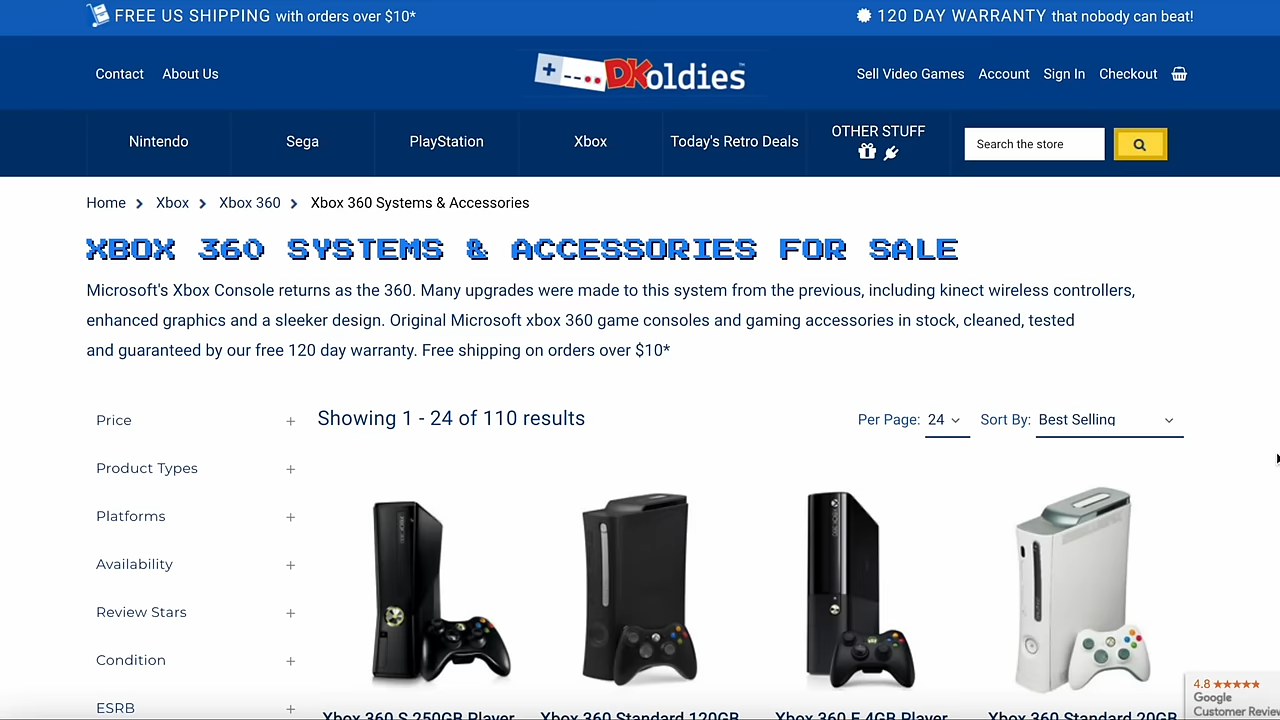 FREE US SHIPPING with orders over $10*
120 DAY WARRANTY that nobody can beat!
Contact
About Us
DKoldies
Sell Video Games
Account
Sign In
Checkout
Nintendo
Sega
PlayStation
Xbox
Today's Retro Deals
OTHER STUFF
Search the store
Home
Xbox
Xbox 360
Xbox 360 Systems & Accessories
XBOX 360 SYSTEMS & ACCESSORIES FOR SALE
Microsoft's Xbox Console returns as the 360. Many upgrades were made to this system from the previous, including kinect wireless controllers,
enhanced graphics and a sleeker design. Original Microsoft xbox 360 game consoles and gaming accessories in stock, cleaned, tested
and guaranteed by our free 120 day warranty. Free shipping on orders over $10*
Showing 1 - 24 of 110 results
Per Page: 24
Sort By: Best Selling
Price +
Product Types +
Platforms +
Availability +
Review Stars +
Condition +
ESRB +
Xbox 360 S 250GB Player
Xbox 360 Standard 120GB
Xbox 360 E 4GB Player
Xbox 360 Standard 20GB
4.8
Google
Customer Review